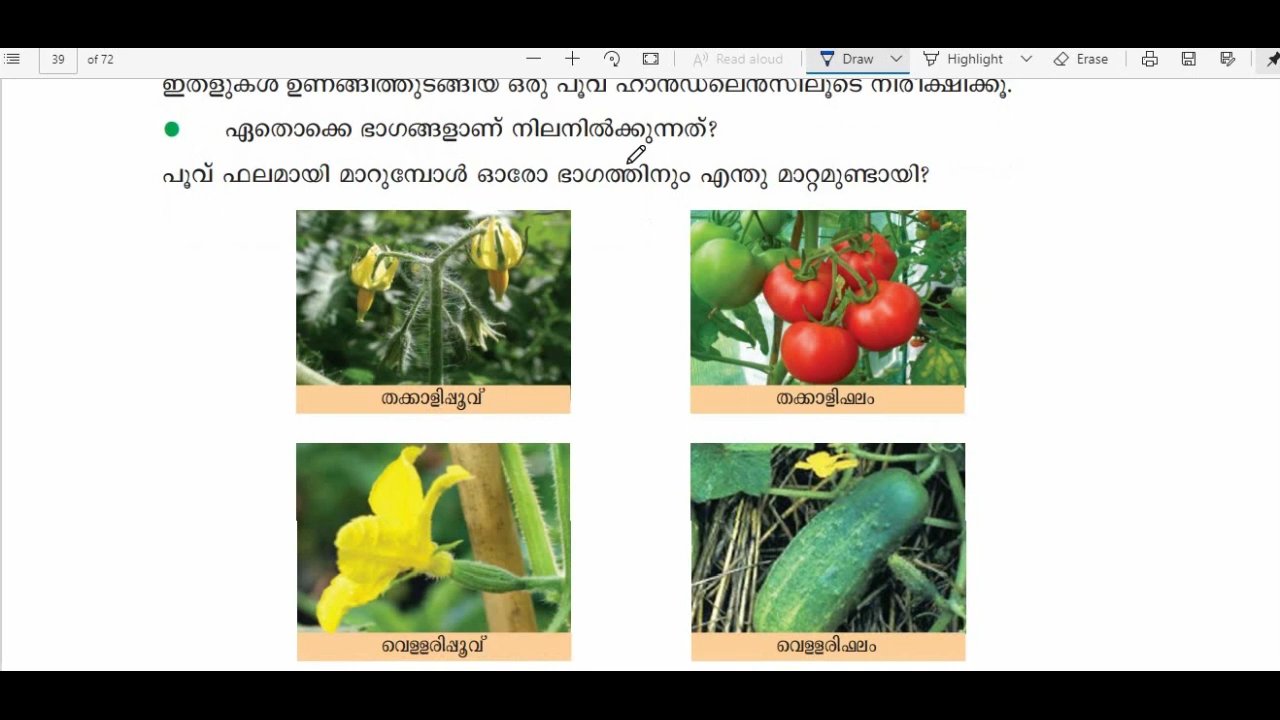 39 of 72 Read aloud Draw Highlight Erase
ഇതളുകൾ ഉണങ്ങിത്തുടങ്ങിയ ഒരു പൂവ് ഹാൻഡ്‌ലെൻസിലൂടെ നിരീക്ഷിക്കൂ.
ഏതൊക്കെ ഭാഗങ്ങളാണ് നിലനിൽക്കുന്നത്?
പൂവ് ഫലമായി മാറുമ്പോൾ ഓരോ ഭാഗത്തിനും എന്തു മാറ്റമുണ്ടായി?
തക്കാളിപ്പൂവ്
തക്കാളിഫലം
വെള്ളരിപ്പൂവ്
വെള്ളരിഫലം